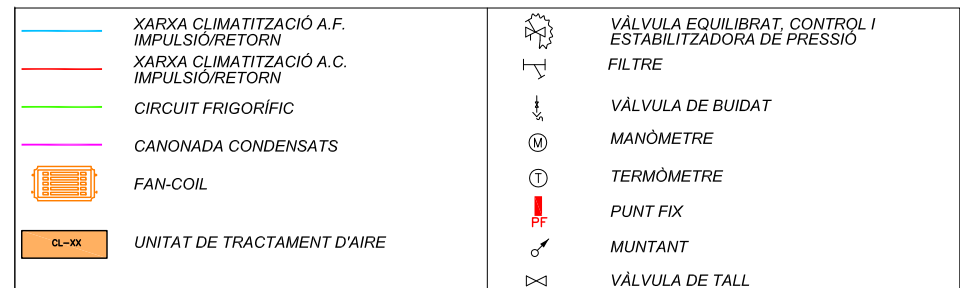 XARXA CLIMATITZACIÓ A.F.
IMPULSIÓ/RETORN
XARXA CLIMATITZACIÓ A.C.
IMPULSIÓ/RETORN
CIRCUIT FRIGORÍFIC
CANONADA CONDENSATS
FAN-COIL
CL-XX
UNITAT DE TRACTAMENT D'AIRE
VÀLVULA EQUILIBRAT, CONTROL I
ESTABILITZADORA DE PRESSIÓ
FILTRE
VÀLVULA DE BUIDAT
M
MANÒMETRE
T
TERMÒMETRE
PF
PUNT FIX
MUNTANT
VÀLVULA DE TALL